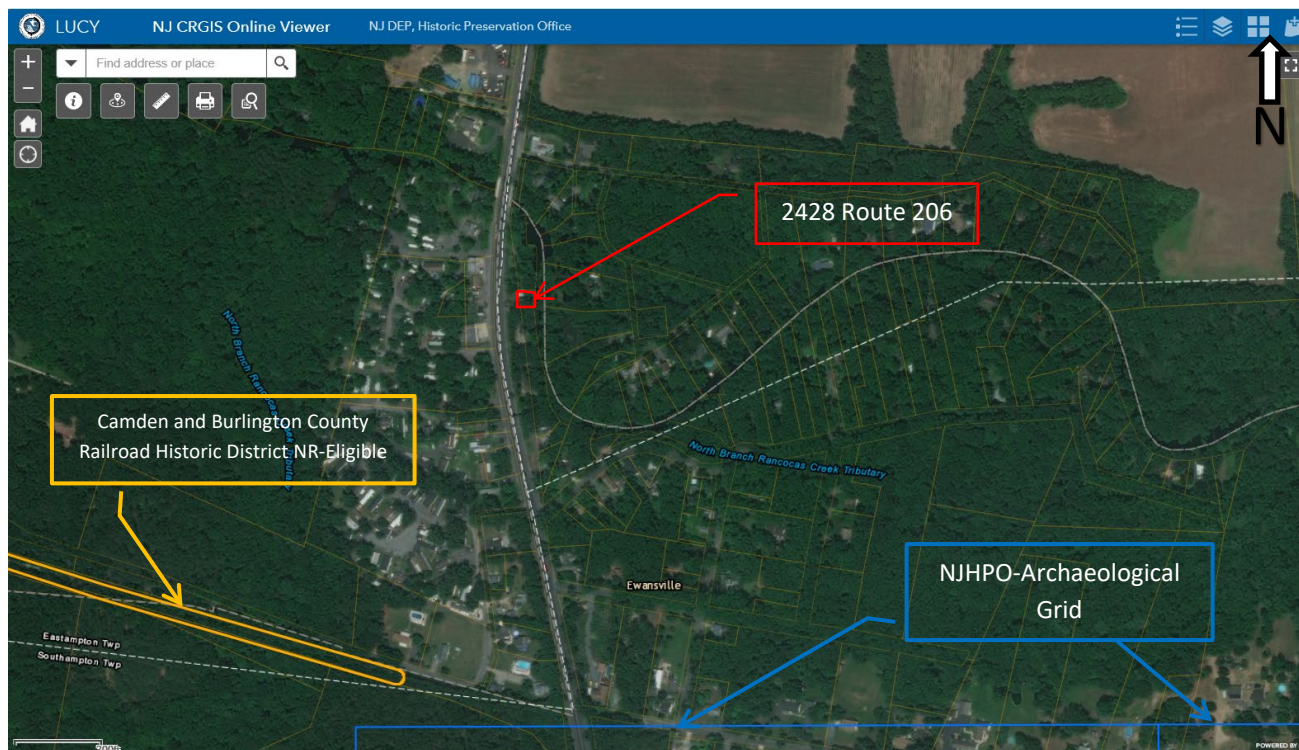 LUCY NJ CRGIS Online Viewer NJ DEP, Historic Preservation Office
Find address or place
N
2428 Route 206
North Branch Rancocas Creek Tributary
Camden and Burlington County
Railroad Historic District NR-Eligible
North Branch Rancocas Creek Tributary
NJHPO-Archaeological
Grid
Ewansville
Eastampton Twp
Southampton Twp
POWERED BY